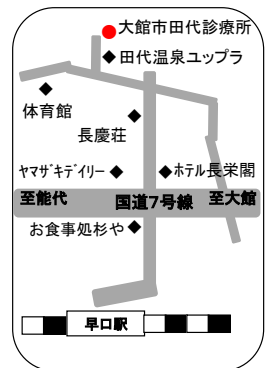 大館市田代診療所
田代温泉ユップラ
体育館
長慶荘
ﾔﾏｻﾞｷデイリー
ホテル長栄閣
至能代
国道7号線
至大館
お食事処杉や
早口駅